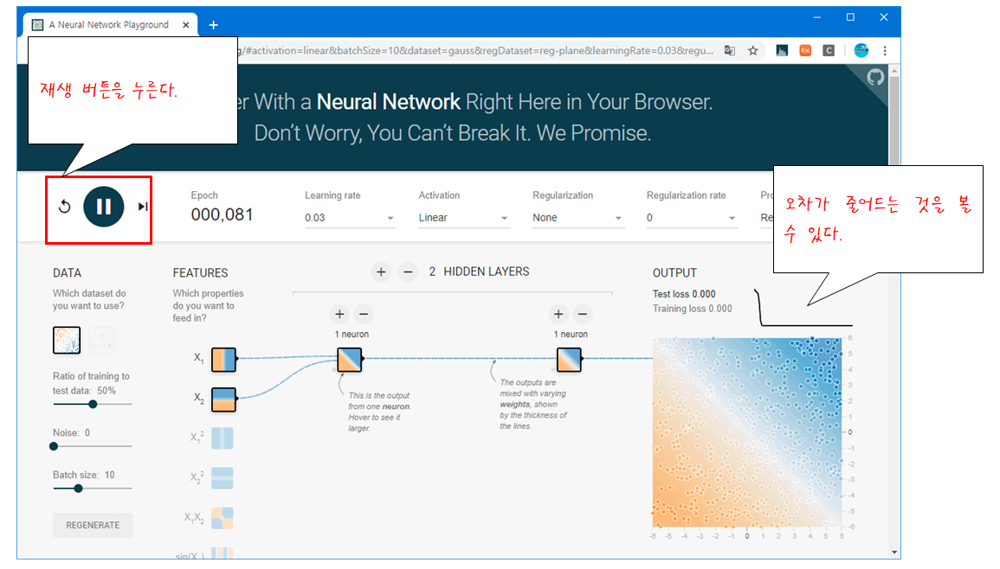 A Neural Network Playground
g/#activation=linear&batchSize=10&dataset=gauss&regDataset=reg-plane&learningRate=0.03&regu...
EX
C
재생 버튼을 누른다.
er With a Neural Network Right Here in Your Browser.
Don't Worry, You Can't Break It. We Promise.
Epoch
000,081
Learning rate
0.03
Activation
Linear
Regularization
None
Regularization rate
0
Pro
Re
오차가 줄어드는 것을 볼
수 있다.
DATA
Which dataset do
you want to use?
Ratio of training to
test data: 50%
Noise: 0
Batch size: 10
REGENERATE
FEATURES
Which properties
do you want to
feed in?
X₁
X₂
X₁²
X₂²
X₁X₂
sin(X₁)
+ − 2 HIDDEN LAYERS
+ −
1 neuron
+ −
1 neuron
This is the output
from one neuron.
Hover to see it
larger.
The outputs are
mixed with varying
weights, shown
by the thickness of
the lines.
OUTPUT
Test loss 0.000
Training loss 0.000
6
5
4
3
2
1
0
-1
-2
-3
-4
-5
-6
-6 -5 -4 -3 -2 -1 0 1 2 3 4 5 6